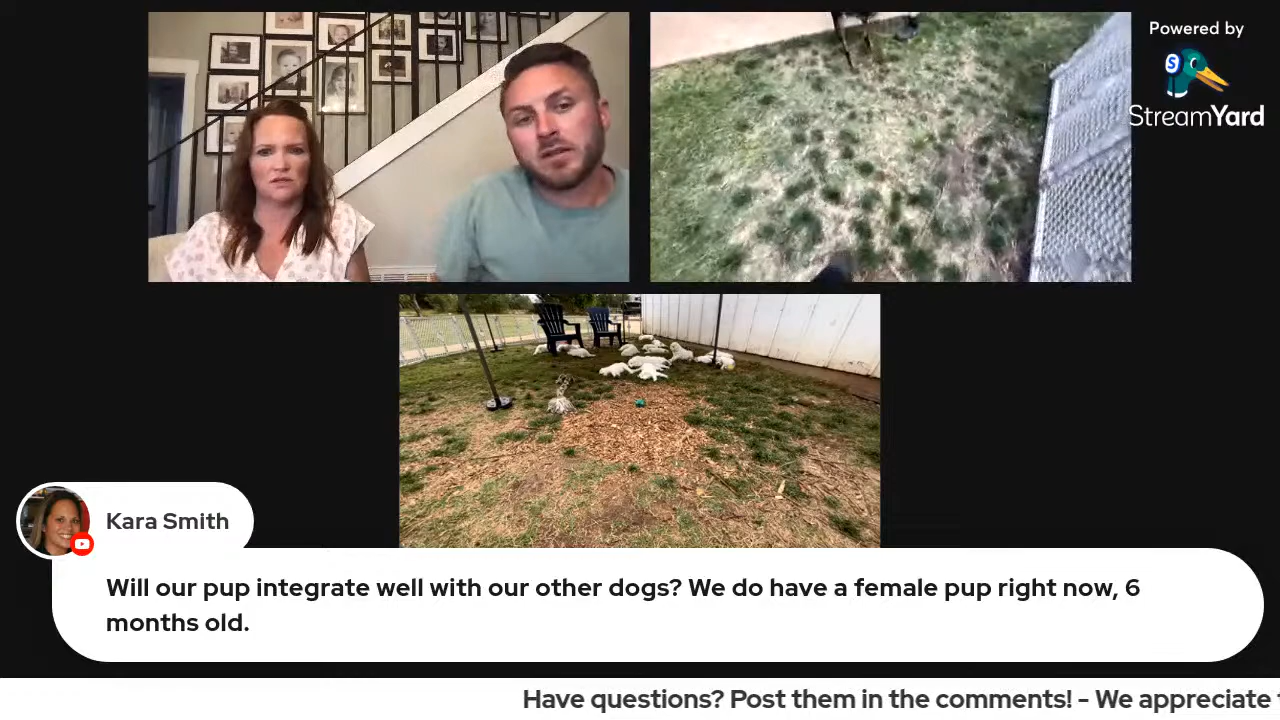 Powered by
S
StreamYard
Kara Smith
Will our pup integrate well with our other dogs? We do have a female pup right now, 6
months old.
Have questions? Post them in the comments! - We appreciate